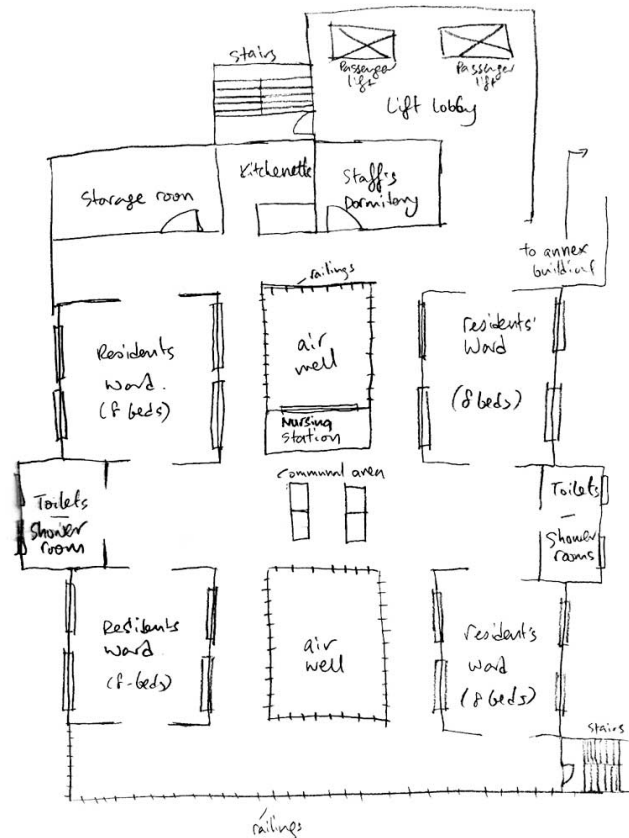 Stairs
Passenger
lift
Passenger
lift
Lift lobby
Storage room
Kitchenette
Staff's
Dormitory
to annex
building
railings
Residents
Ward.
(8 beds)
air
well
residents'
Ward
(8 beds)
Nursing
Station
Communal area
Toilets
—
Shower
room
Toilets
—
Shower
rooms
Residents
Ward
(8-beds)
air
well
resident's
Ward
(8 beds)
Stairs
railings